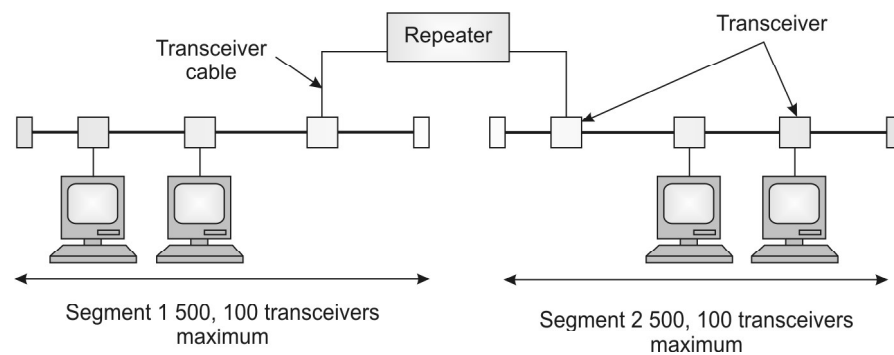 Repeater
Transceiver
cable
Transceiver
Segment 1 500, 100 transceivers
maximum
Segment 2 500, 100 transceivers
maximum